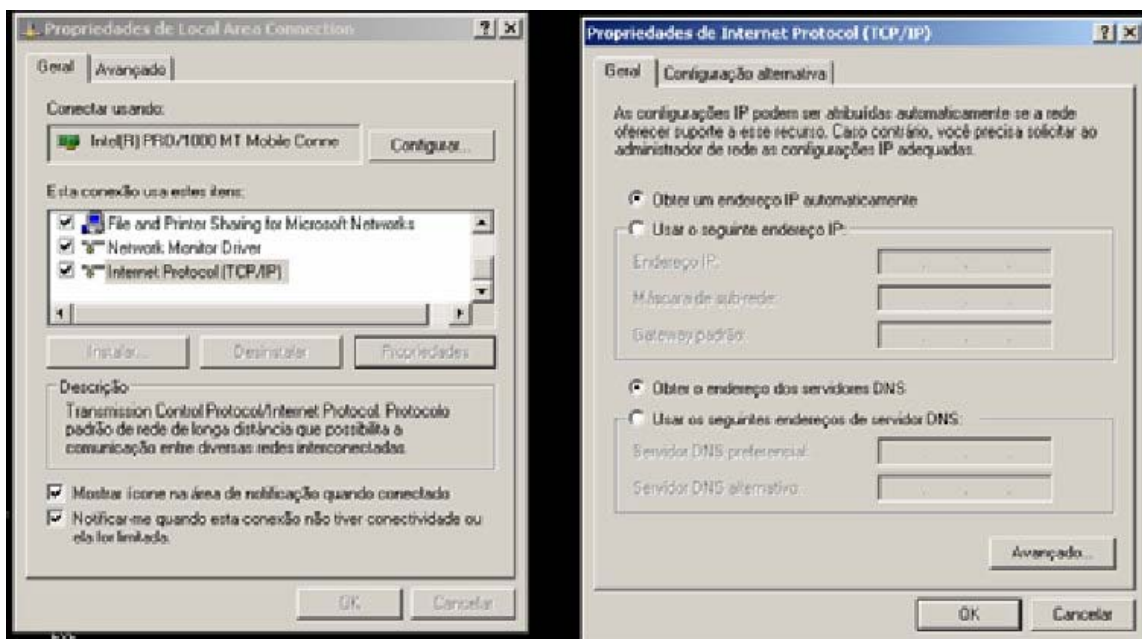 Propriedades de Local Area Connection
Geral
Avançado
Conectar usando:
Intel(R) PRO/1000 MT Mobile Conne
Configurar...
Esta conexão usa estes itens:
File and Printer Sharing for Microsoft Networks
Network Monitor Driver
Internet Protocol (TCP/IP)
Instalar...
Desinstalar
Propriedades
Descrição
Transmission Control Protocol/Internet Protocol. Protocolo
padrão de rede de longa distância que possibilita a
comunicação entre diversas redes interconectadas.
Mostrar ícone na área de notificação quando conectado
Notificar-me quando esta conexão não tiver conectividade ou
ela for limitada.
OK
Cancelar
Propriedades de Internet Protocol (TCP/IP)
Geral
Configuração alternativa
As configurações IP podem ser atribuídas automaticamente se a rede
oferecer suporte a esse recurso. Caso contrário, você precisa solicitar ao
administrador de rede as configurações IP adequadas.
Obter um endereço IP automaticamente
Usar o seguinte endereço IP:
Endereço IP:
Máscara de sub-rede:
Gateway padrão:
Obter o endereço dos servidores DNS
Usar os seguintes endereços de servidor DNS:
Servidor DNS preferencial:
Servidor DNS alternativo:
Avançado...
OK
Cancelar